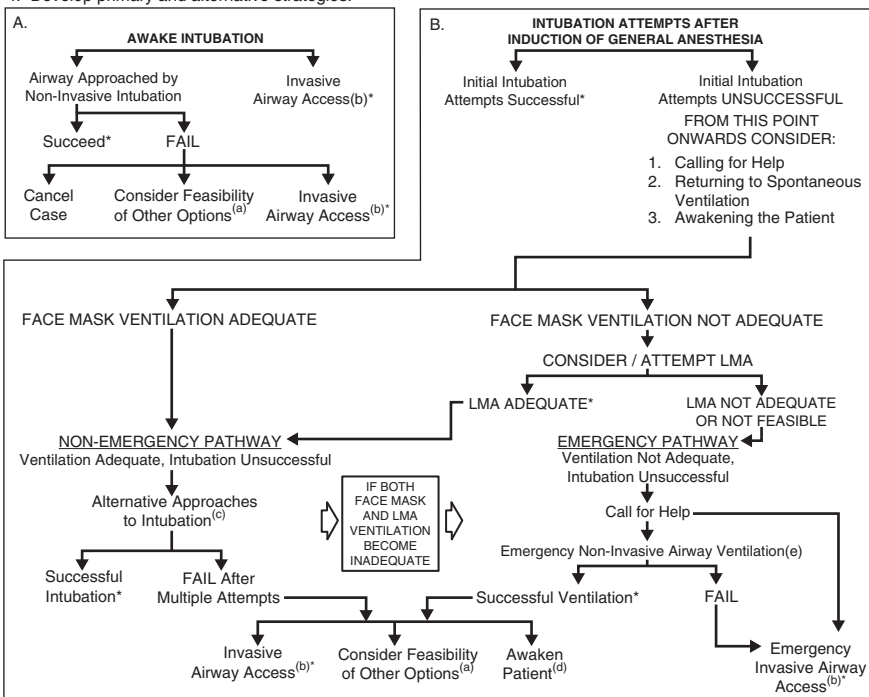 A.
AWAKE INTUBATION
Airway Approached by
Non-Invasive Intubation
Invasive
Airway Access(b)*
Succeed*
FAIL
Cancel
Case
Consider Feasibility
of Other Options(a)
Invasive
Airway Access(b)*
B.
INTUBATION ATTEMPTS AFTER
INDUCTION OF GENERAL ANESTHESIA
Initial Intubation
Attempts Successful*
Initial Intubation
Attempts UNSUCCESSFUL
FROM THIS POINT
ONWARDS CONSIDER:
1. Calling for Help
2. Returning to Spontaneous
Ventilation
3. Awakening the Patient
FACE MASK VENTILATION ADEQUATE
FACE MASK VENTILATION NOT ADEQUATE
CONSIDER / ATTEMPT LMA
LMA ADEQUATE*
LMA NOT ADEQUATE
OR NOT FEASIBLE
NON-EMERGENCY PATHWAY
Ventilation Adequate, Intubation Unsuccessful
EMERGENCY PATHWAY
Ventilation Not Adequate,
Intubation Unsuccessful
Alternative Approaches
to Intubation(c)
IF BOTH
FACE MASK
AND LMA
VENTILATION
BECOME
INADEQUATE
Call for Help
Emergency Non-Invasive Airway Ventilation(e)
Successful
Intubation*
FAIL After
Multiple Attempts
Successful Ventilation*
FAIL
Invasive
Airway Access(b)*
Consider Feasibility
of Other Options(a)
Awaken
Patient(d)
Emergency
Invasive Airway
Access(b)*